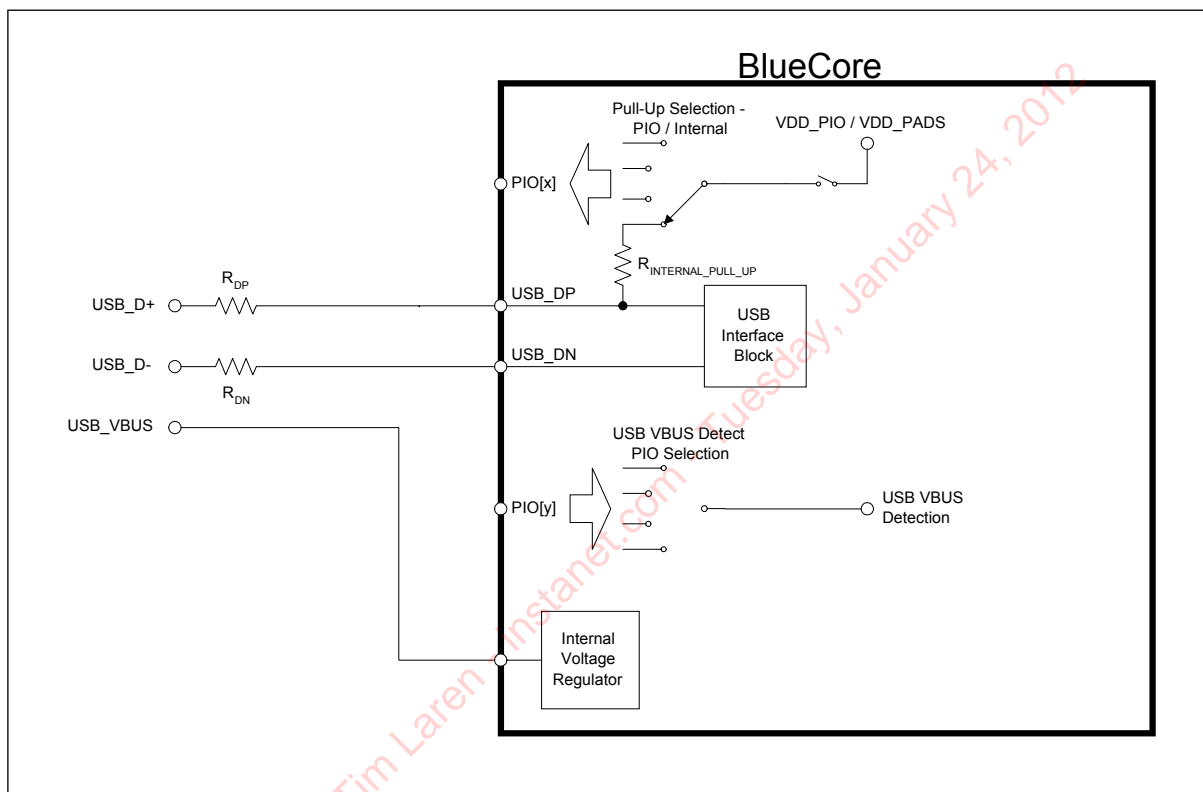 BlueCore
Pull-Up Selection -
PIO / Internal
VDD_PIO / VDD_PADS
PIO[x]
RINTERNAL_PULL_UP
RDP
USB_D+
USB_DP
USB
Interface
Block
USB_D-
USB_DN
RDN
USB_VBUS
USB VBUS Detect
PIO Selection
PIO[y]
USB VBUS
Detection
Internal
Voltage
Regulator
Tim Laren - Instanet.com - Tuesday, January 24, 2012